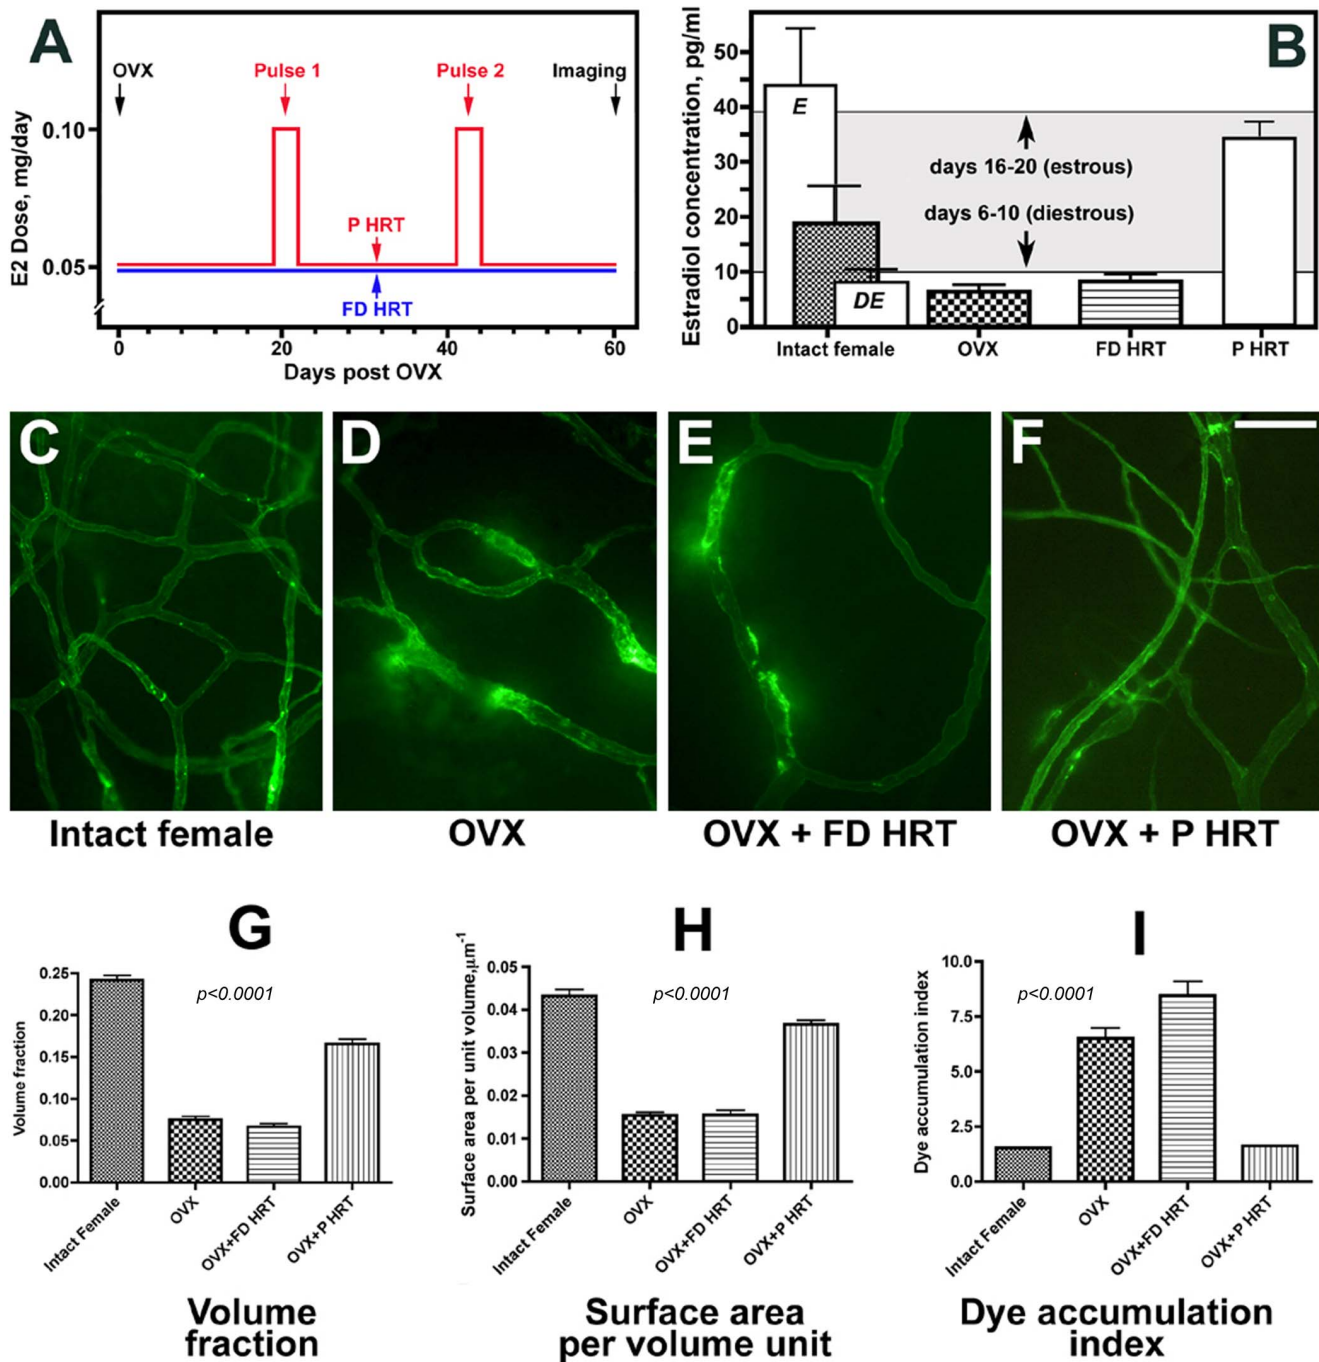 A
OVX
Pulse 1
Pulse 2
Imaging
E2 Dose, mg/day
0.10
0.05
P HRT
FD HRT
0
20
40
60
Days post OVX
B
Estradiol concentration, pg/ml
50
40
30
20
10
0
E
DE
days 16-20 (estrous)
days 6-10 (diestrous)
Intact female
OVX
FD HRT
P HRT
C
D
E
F
Intact female
OVX
OVX + FD HRT
OVX + P HRT
G
Volume fraction
0.25
0.20
0.15
0.10
0.05
0.00
p<0.0001
Intact Female
OVX
OVX+FD HRT
OVX+P HRT
Volume
fraction
H
Surface area per unit volume,μm⁻¹
0.05
0.04
0.03
0.02
0.01
0.00
p<0.0001
Intact Female
OVX
OVX+FD HRT
OVX+P HRT
Surface area
per volume unit
I
Dye accumulation index
10.0
7.5
5.0
2.5
0.0
p<0.0001
Intact Female
OVX
OVX+FD HRT
OVX+P HRT
Dye accumulation
index